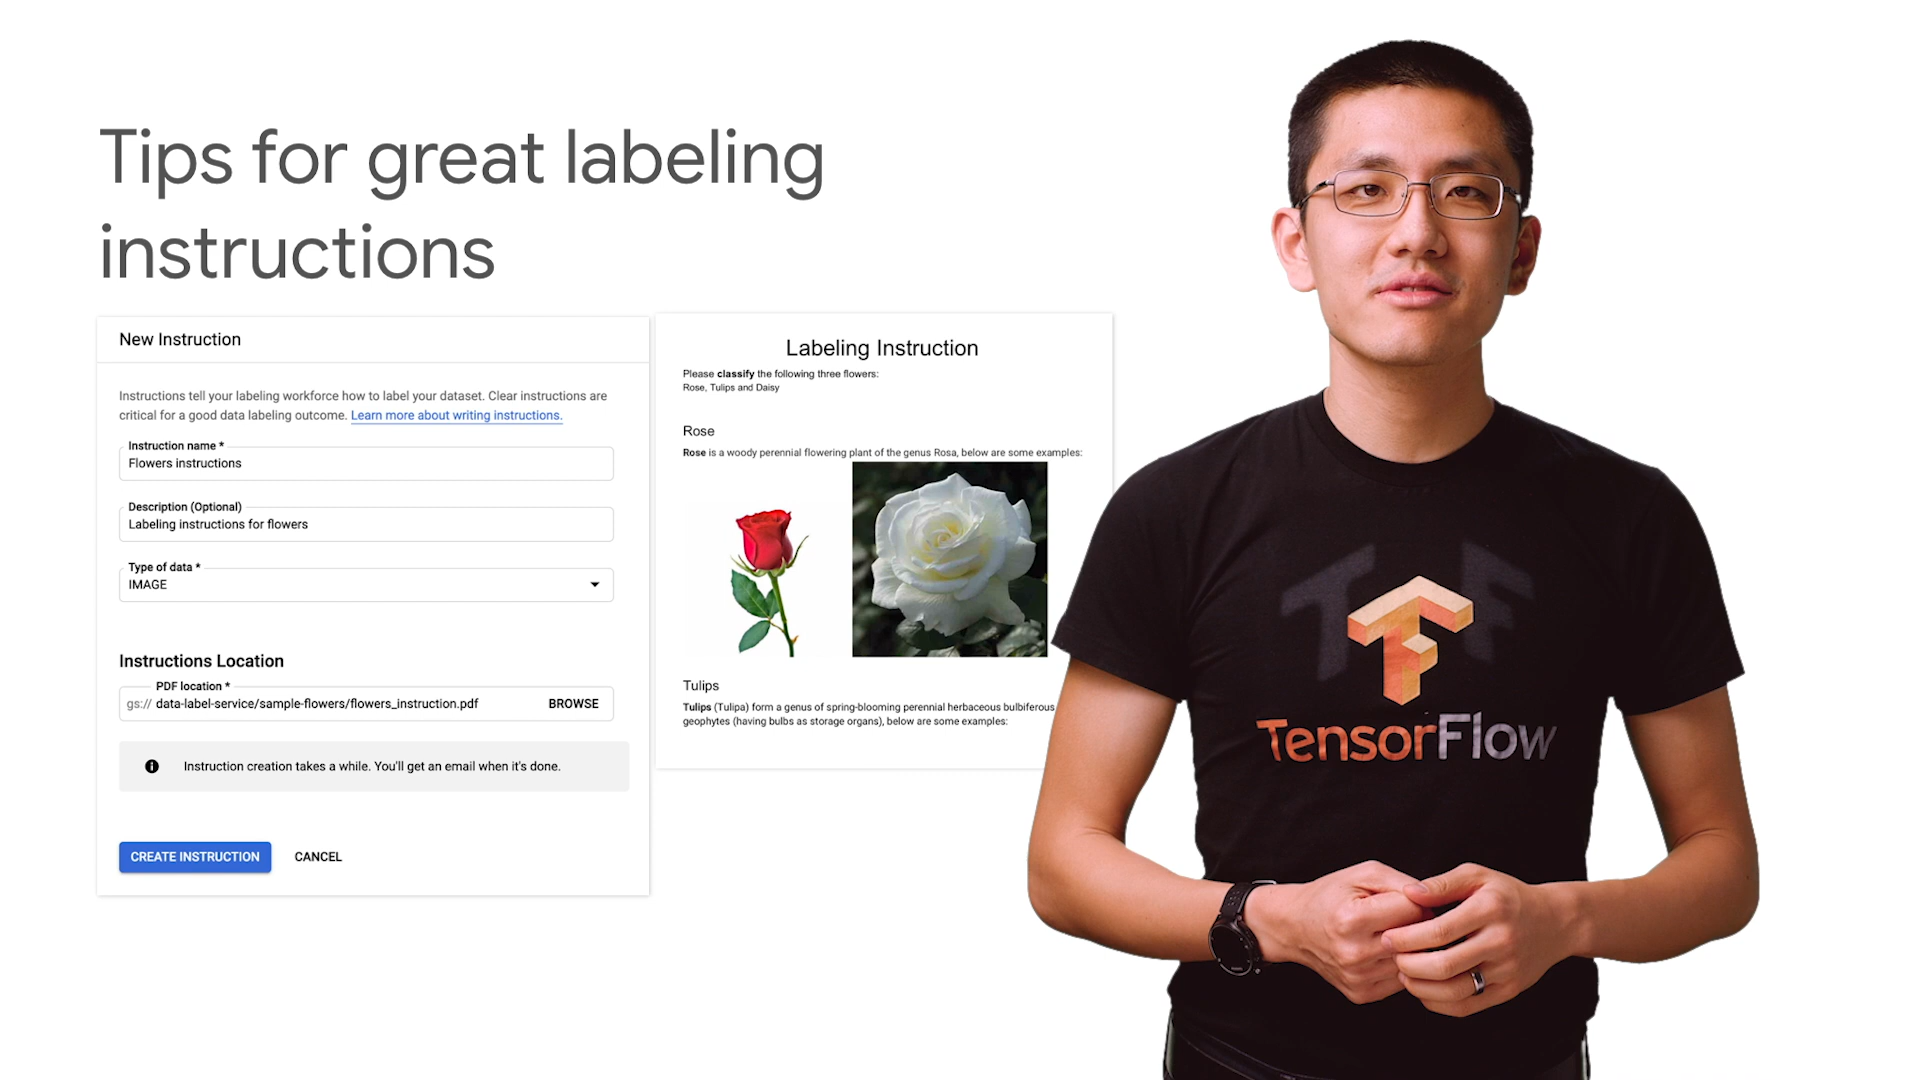 Tips for great labeling
instructions
New Instruction
Instructions tell your labeling workforce how to label your dataset. Clear instructions are
critical for a good data labeling outcome. Learn more about writing instructions.
Instruction name *
Flowers instructions
Description (Optional)
Labeling instructions for flowers
Type of data *
IMAGE
Instructions Location
PDF location *
gs:// data-label-service/sample-flowers/flowers_instruction.pdf BROWSE
Instruction creation takes a while. You'll get an email when it's done.
CREATE INSTRUCTION CANCEL
Labeling Instruction
Please classify the following three flowers:
Rose, Tulips and Daisy
Rose
Rose is a woody perennial flowering plant of the genus Rosa, below are some examples:
Tulips
Tulips (Tulipa) form a genus of spring-blooming perennial herbaceous bulbiferous
geophytes (having bulbs as storage organs), below are some examples:
TF
TensorFlow